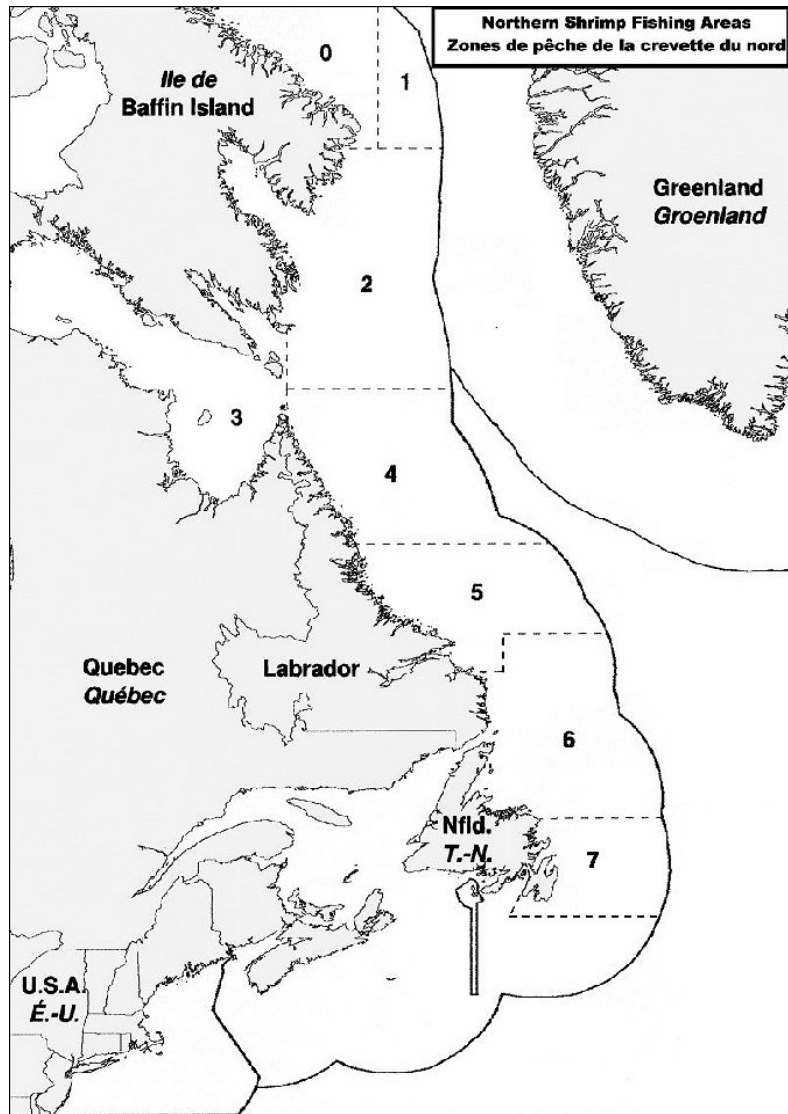 Northern Shrimp Fishing Areas
Zones de pêche de la crevette du nord
0
1
Ile de
Baffin Island
Greenland
Groenland
2
3
4
5
Quebec
Québec
Labrador
6
Nfld.
T.-N.
7
U.S.A.
É.-U.